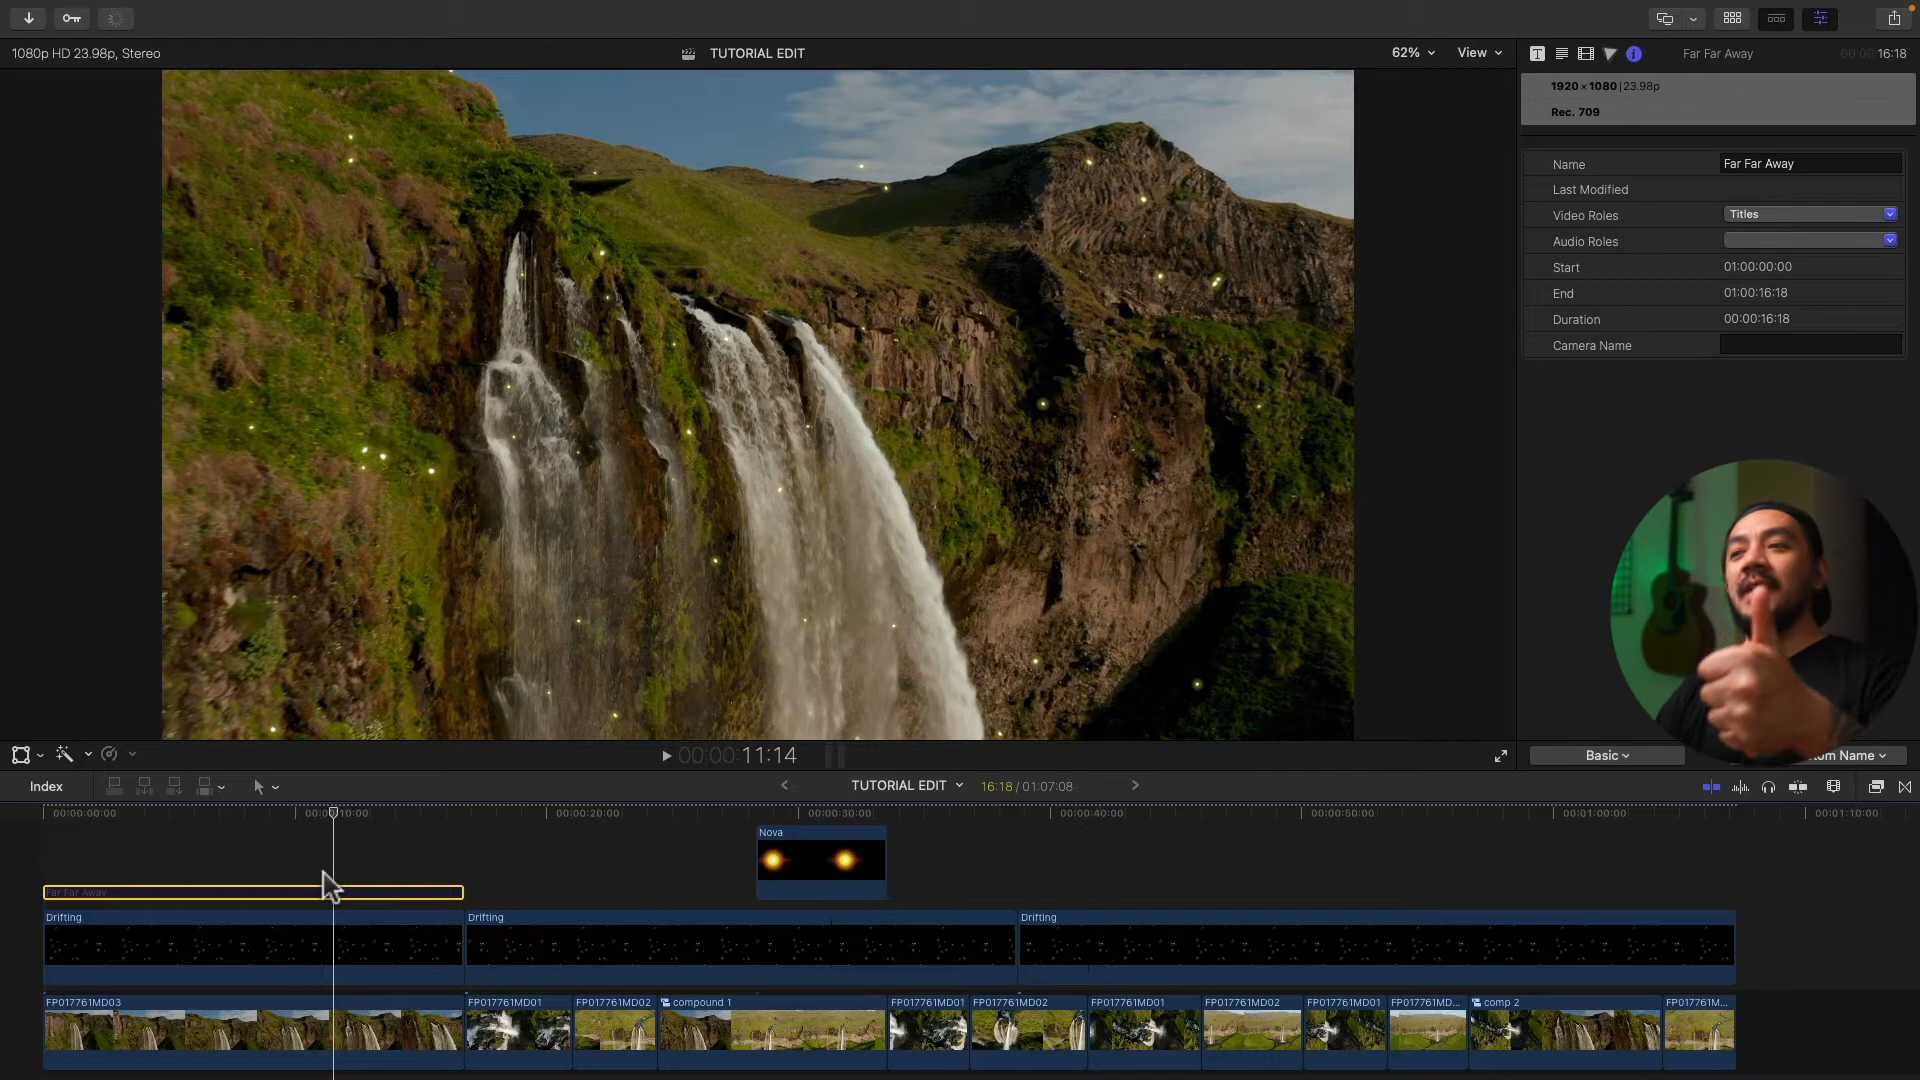 1080p HD 23.98p, Stereo
TUTORIAL EDIT
62%
View
Far Far Away
00:00:16:18
1920 × 1080 | 23.98p
Rec. 709
Name
Far Far Away
Last Modified
Video Roles
Titles
Audio Roles
Start
01:00:00:00
End
01:00:16:18
Duration
00:00:16:18
Camera Name
00:00:11:14
Basic
tom Name
Index
TUTORIAL EDIT
16:18 / 01:07:08
00:00:00:00
00:00:10:00
00:00:20:00
00:00:30:00
00:00:40:00
00:00:50:00
00:01:00:00
00:01:10:00
Nova
Far Far Away
Drifting
Drifting
Drifting
FP017761MD03
FP017761MD01
FP017761MD02
compound 1
FP017761MD01
FP017761MD02
FP017761MD01
FP017761MD02
FP017761MD01
FP017761MD...
comp 2
FP017761M...